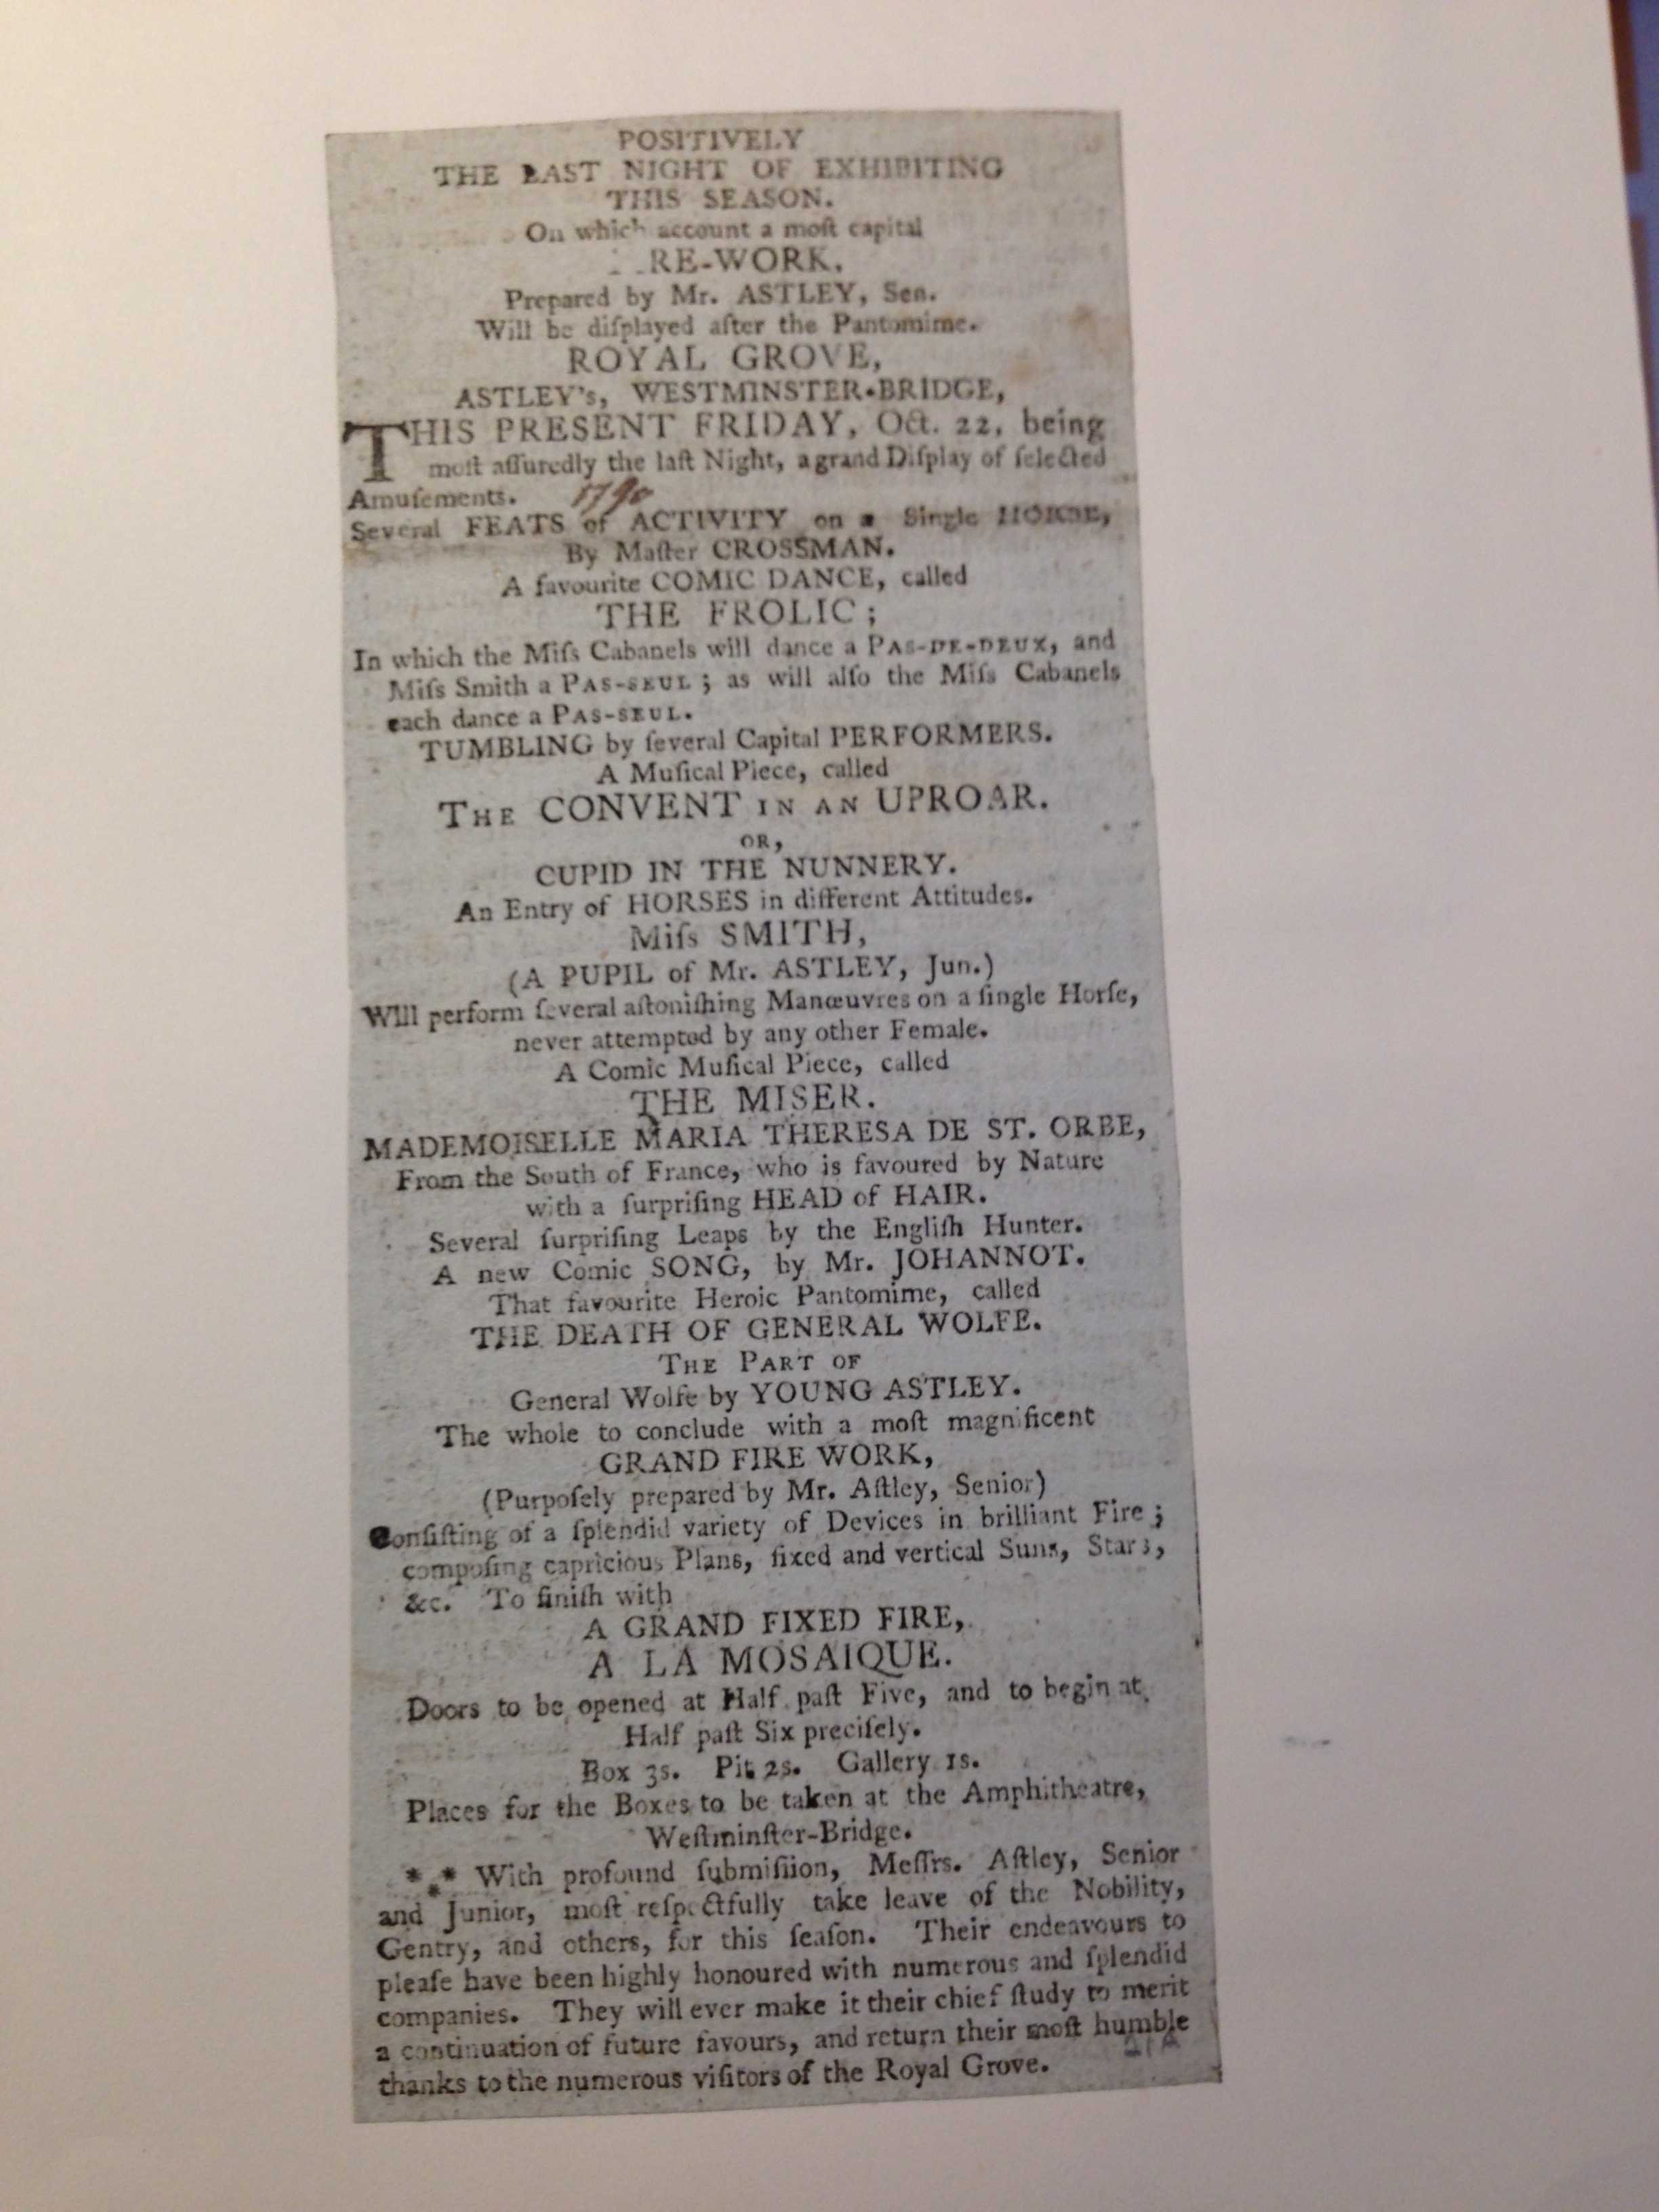 POSITIVELY
THE LAST NIGHT OF EXHIBITING
THIS SEASON.
On which account a moſt capital
RE-WORK,
Prepared by Mr. ASTLEY, Sen.
Will be diſplayed after the Pantomime.
ROYAL GROVE,
ASTLEY's, WESTMINSTER-BRIDGE,
THIS PRESENT FRIDAY, Oct. 22, being
moſt aſſuredly the laſt Night, a grand Diſplay of ſelected
Amuſements. 1790
Several FEATS of ACTIVITY on a Single HORSE,
By Maſter CROSSMAN.
A favourite COMIC DANCE, called
THE FROLIC;
In which the Miſs Cabanels will dance a PAS-DE-DEUX, and
Miſs Smith a PAS-SEUL; as will alſo the Miſs Cabanels
each dance a PAS-SEUL.
TUMBLING by ſeveral Capital PERFORMERS.
A Muſical Piece, called
THE CONVENT IN AN UPROAR.
OR,
CUPID IN THE NUNNERY.
An Entry of HORSES in different Attitudes.
Miſs SMITH,
(A PUPIL of Mr. ASTLEY, Jun.)
WIll perform ſeveral aſtoniſhing Manœuvres on a ſingle Horſe,
never attempted by any other Female.
A Comic Muſical Piece, called
THE MISER.
MADEMOISELLE MARIA THERESA DE ST. ORBE,
From the South of France, who is favoured by Nature
with a ſurpriſing HEAD of HAIR.
Several ſurpriſing Leaps by the Engliſh Hunter.
A new Comic SONG, by Mr. JOHANNOT.
That favourite Heroic Pantomime, called
THE DEATH OF GENERAL WOLFE.
THE PART OF
General Wolfe by YOUNG ASTLEY.
The whole to conclude with a moſt magnificent
GRAND FIRE WORK,
(Purpoſely prepared by Mr. Aſtley, Senior)
Conſiſting of a ſplendid variety of Devices in brilliant Fire;
compoſing capricious Plans, fixed and vertical Suns, Stars,
&c. To finiſh with
A GRAND FIXED FIRE,
A LA MOSAIQUE.
Doors to be opened at Half paſt Five, and to begin at
Half paſt Six preciſely.
Box 3s. Pit 2s. Gallery 1s.
Places for the Boxes to be taken at the Amphitheatre,
Weſtminſter-Bridge.
*** With profound ſubmiſſion, Meſſrs. Aſtley, Senior
and Junior, moſt reſpectfully take leave of the Nobility,
Gentry, and others, for this ſeaſon. Their endeavours to
pleaſe have been highly honoured with numerous and ſplendid
companies. They will ever make it their chief ſtudy to merit
a continuation of future favours, and return their moſt humble
thanks to the numerous viſitors of the Royal Grove.